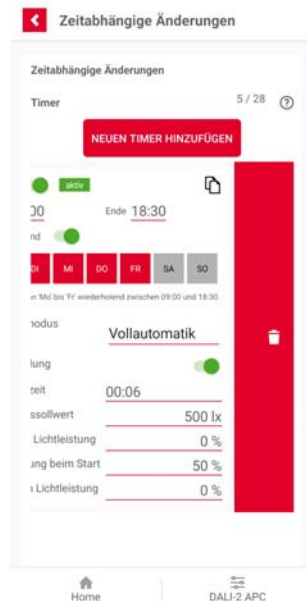 Zeitabhängige Änderungen
Zeitabhängige Änderungen
Timer 5 / 28
NEUEN TIMER HINZUFÜGEN
aktiv
00 Ende 18:30
nd
DI MI DO FR SA SO
'Mo' bis 'Fr' wiederholend zwischen 09:00 und 18:30
modus Vollautomatik
lung
zeit 00:06
ssollwert 500 lx
Lichtleistung 0 %
ung beim Start 50 %
Lichtleistung 0 %
Home DALI-2 APC